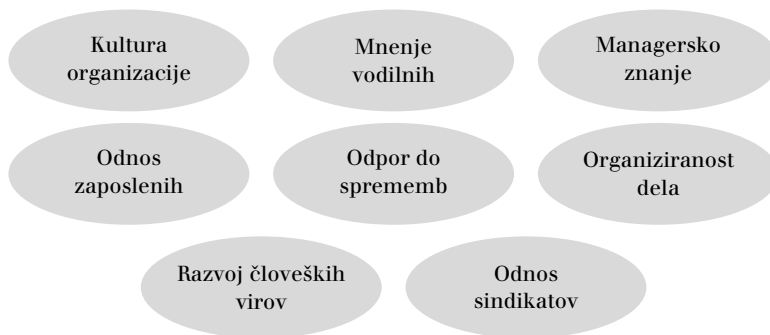 Kultura
organizacije
Mnenje
vodilnih
Managersko
znanje
Odnos
zaposlenih
Odpor do
sprememb
Organiziranost
dela
Razvoj človeških
virov
Odnos
sindikatov